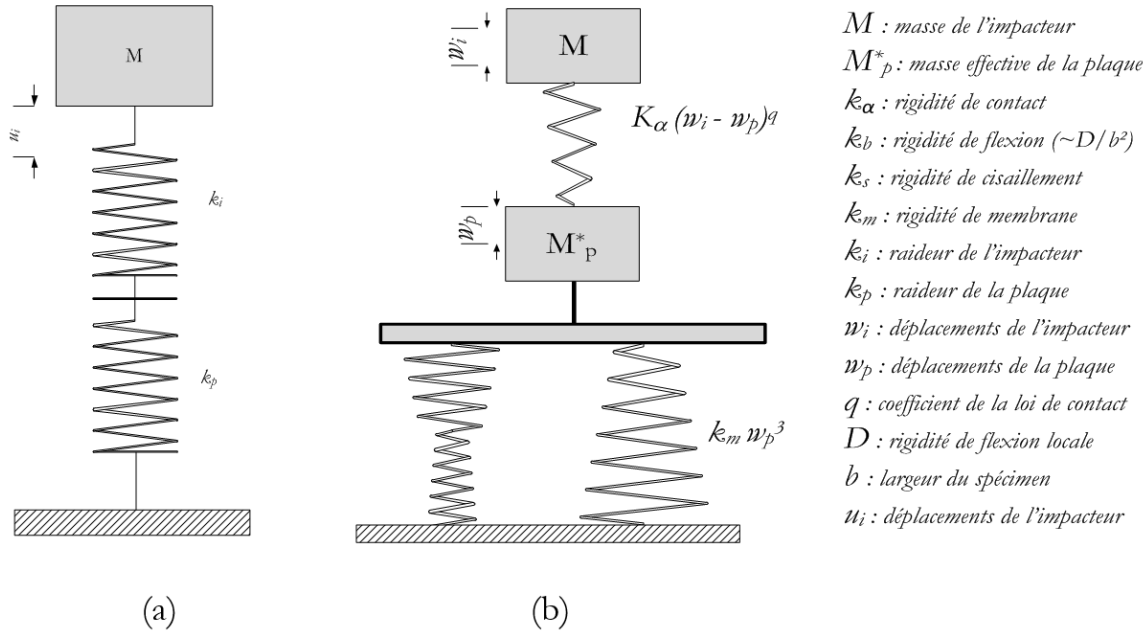 M
u_i
k_i
k_p
(a)
w_i
M
K_α (w_i - w_p)^q
w_p
M*_p
k_m w_p³
(b)
M : masse de l'impacteur
M*_p : masse effective de la plaque
k_α : rigidité de contact
k_b : rigidité de flexion (~D/b²)
k_s : rigidité de cisaillement
k_m : rigidité de membrane
k_i : raideur de l'impacteur
k_p : raideur de la plaque
w_i : déplacements de l'impacteur
w_p : déplacements de la plaque
q : coefficient de la loi de contact
D : rigidité de flexion locale
b : largeur du spécimen
u_i : déplacements de l'impacteur